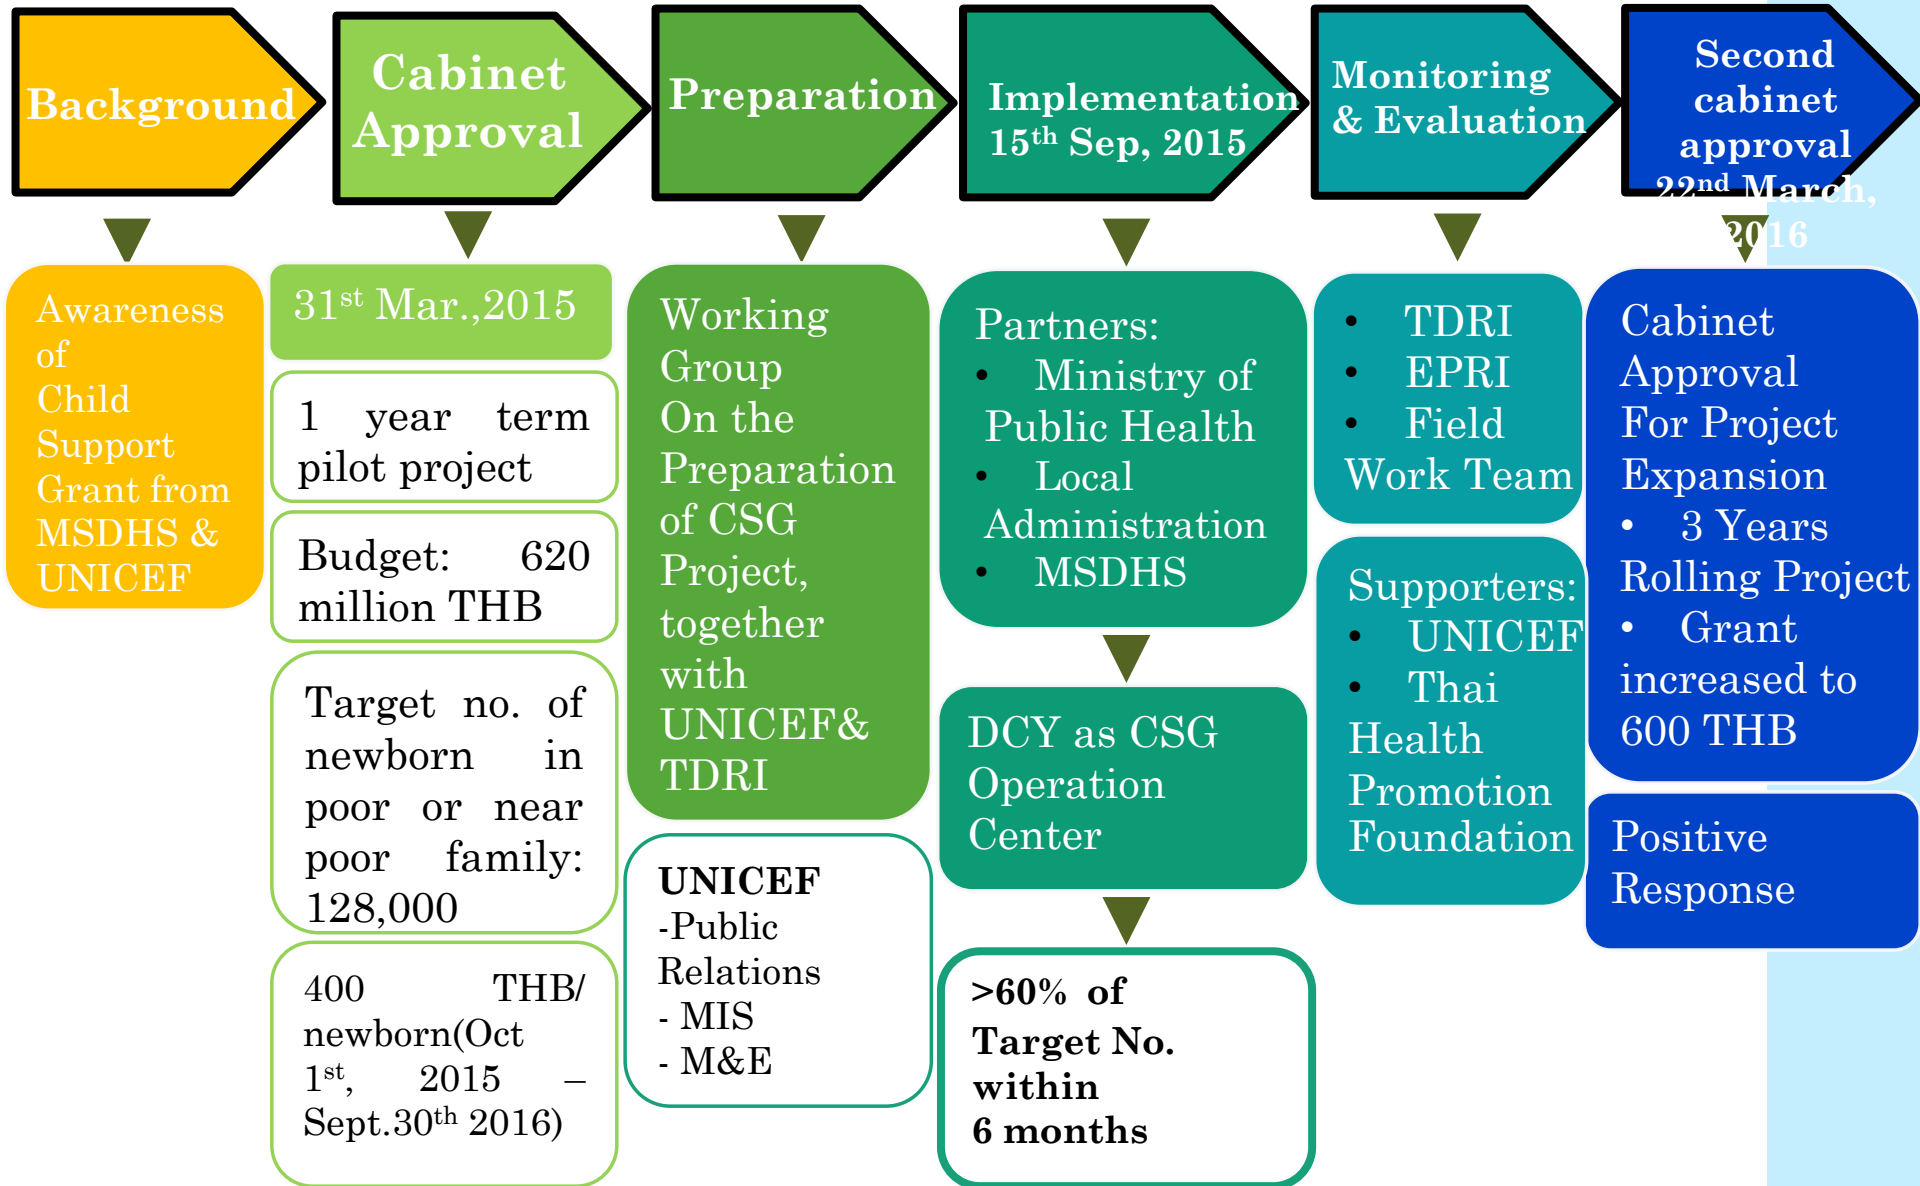 Background
Cabinet
Approval
Preparation
Implementation
15th Sep, 2015
Monitoring
& Evaluation
Second
cabinet
approval
22nd March,
2016
Awareness
of
Child
Support
Grant from
MSDHS &
UNICEF
31st Mar.,2015
1 year term
pilot project
Budget: 620
million THB
Target no. of
newborn in
poor or near
poor family:
128,000
400 THB/
newborn(Oct
1st, 2015 –
Sept.30th 2016)
Working
Group
On the
Preparation
of CSG
Project,
together
with
UNICEF&
TDRI
UNICEF
-Public
Relations
- MIS
- M&E
Partners:
• Ministry of
Public Health
• Local
Administration
• MSDHS
DCY as CSG
Operation
Center
>60% of
Target No.
within
6 months
• TDRI
• EPRI
• Field
Work Team
Supporters:
• UNICEF
• Thai
Health
Promotion
Foundation
Cabinet
Approval
For Project
Expansion
• 3 Years
Rolling Project
• Grant
increased to
600 THB
Positive
Response